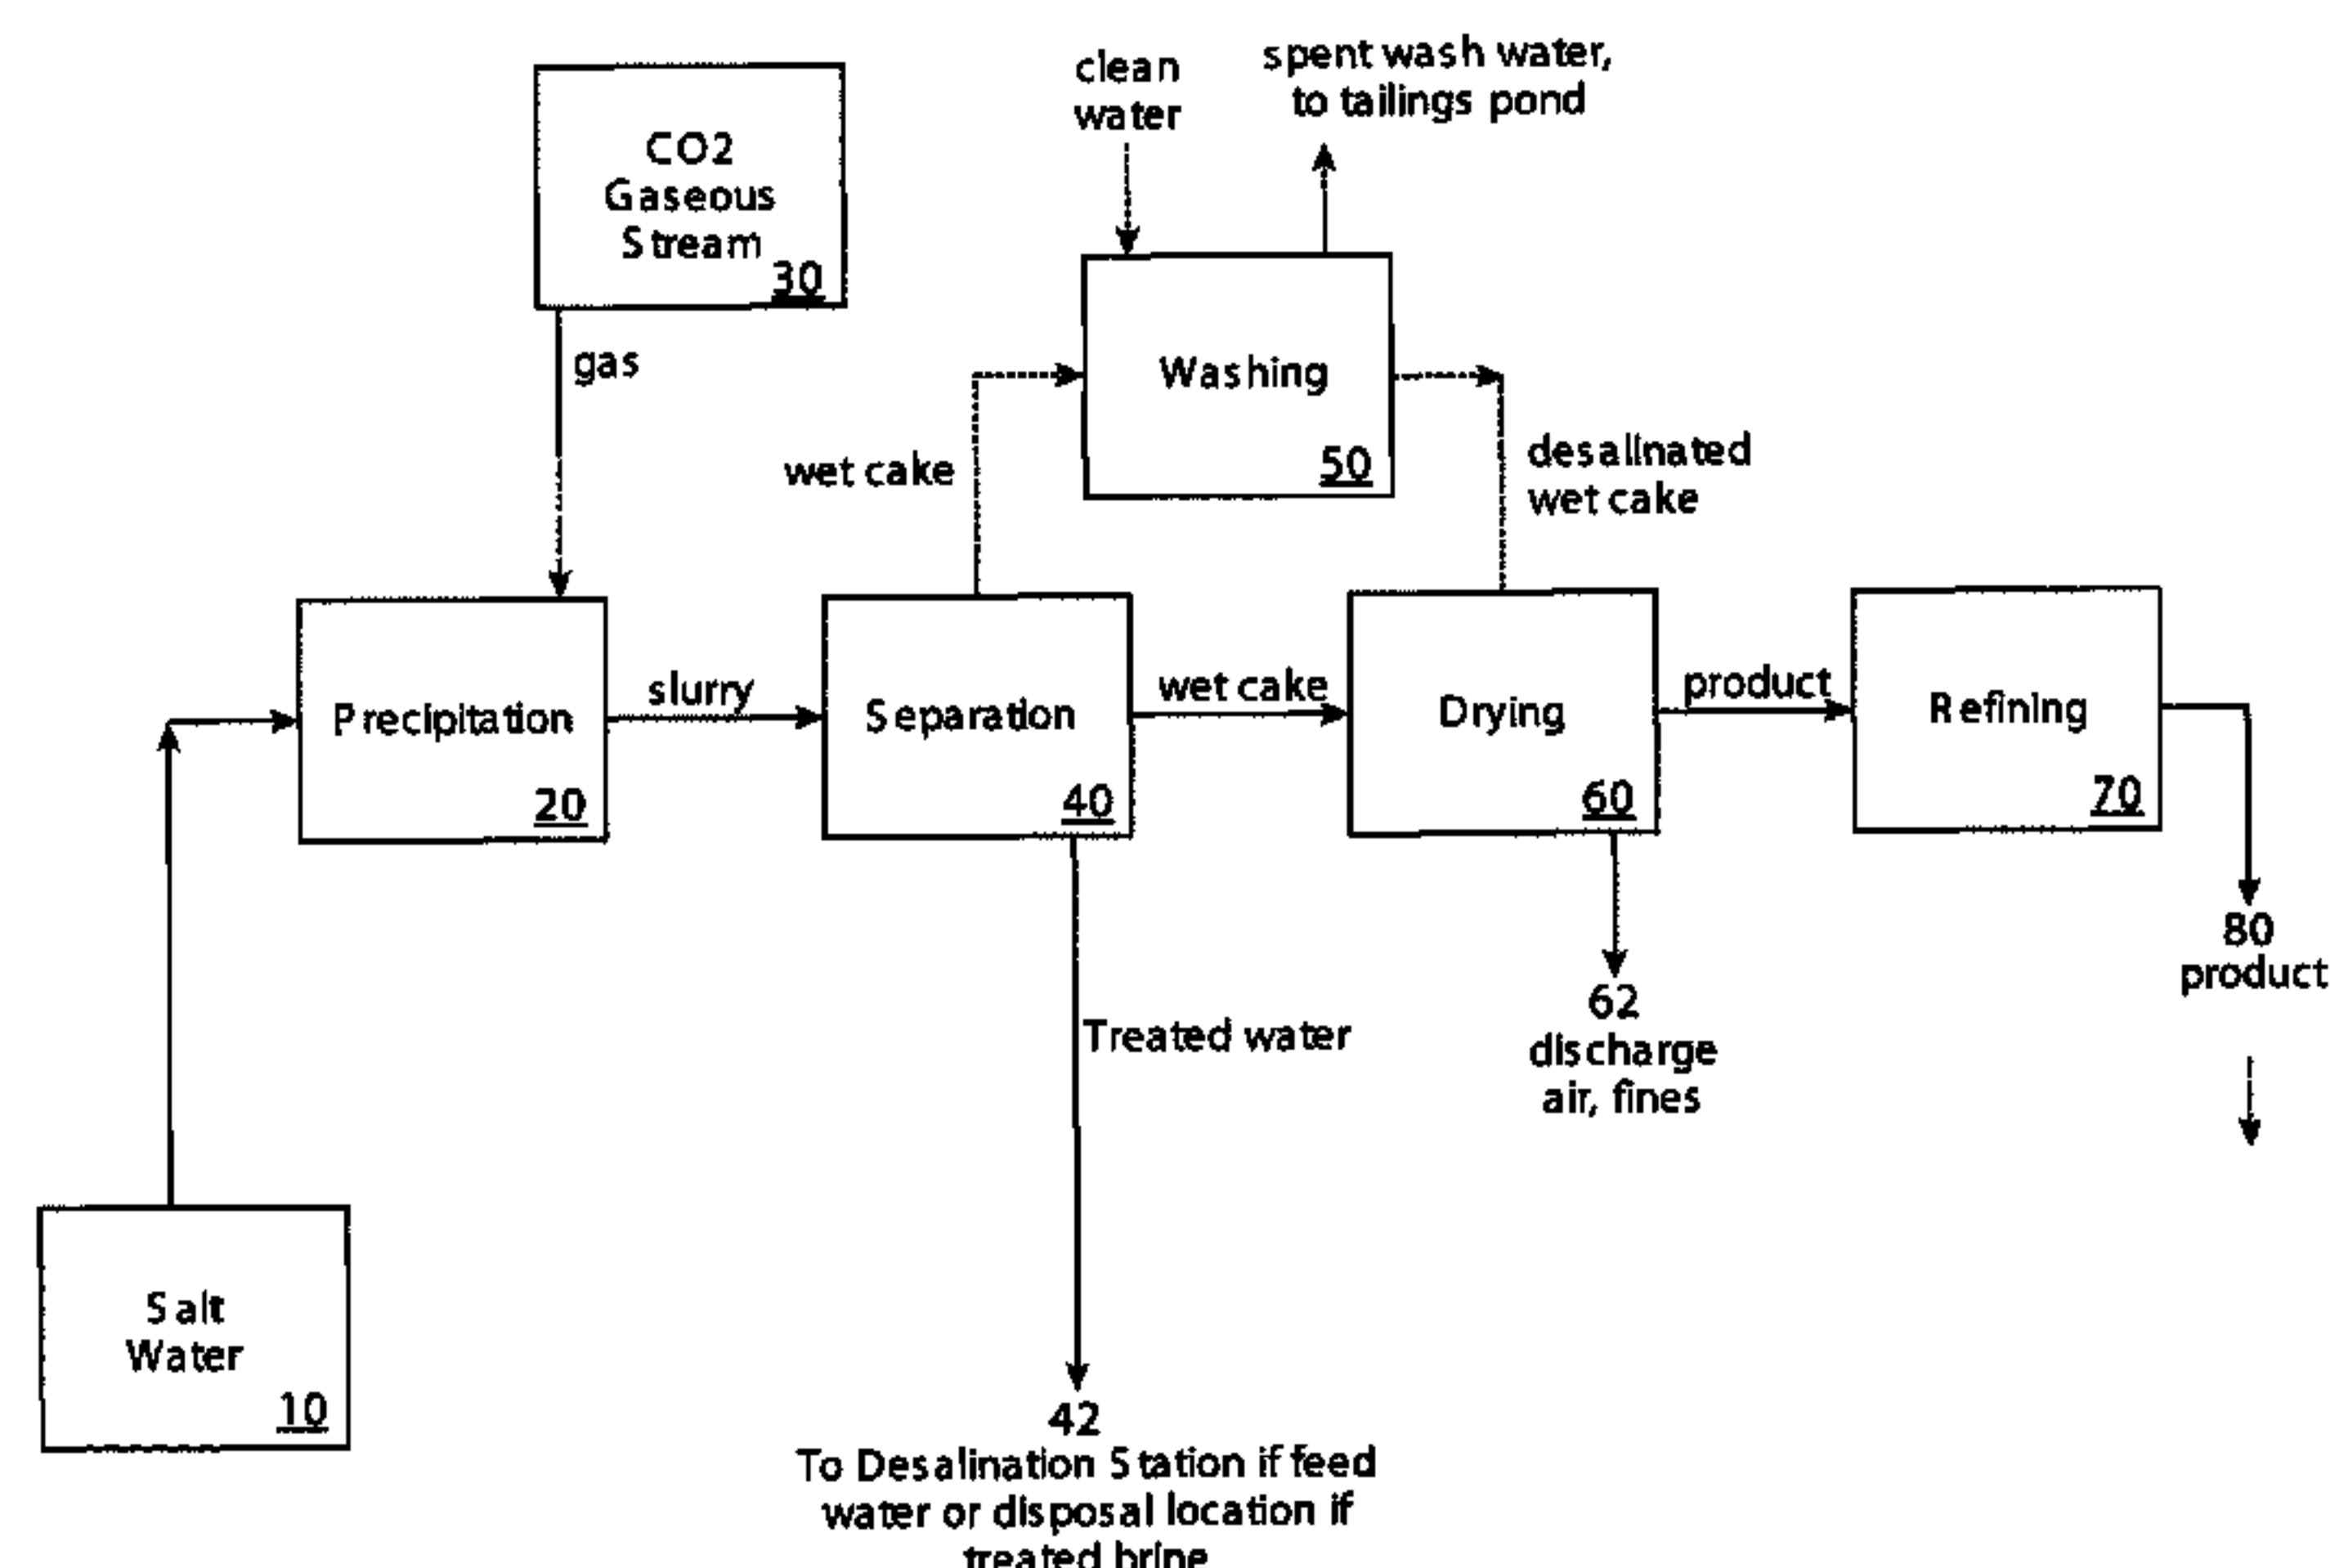 CO2
Gaseous
Stream
30
clean
water
spent wash water,
to tailings pond
gas
Washing
50
wet cake
desalinated
wet cake
Precipitation
20
slurry
Separation
40
wet cake
Drying
60
product
Refining
70
80
product
62
discharge
air, fines
Treated water
Salt
Water
10
42
To Desalination Station if feed
water or disposal location if
treated brine